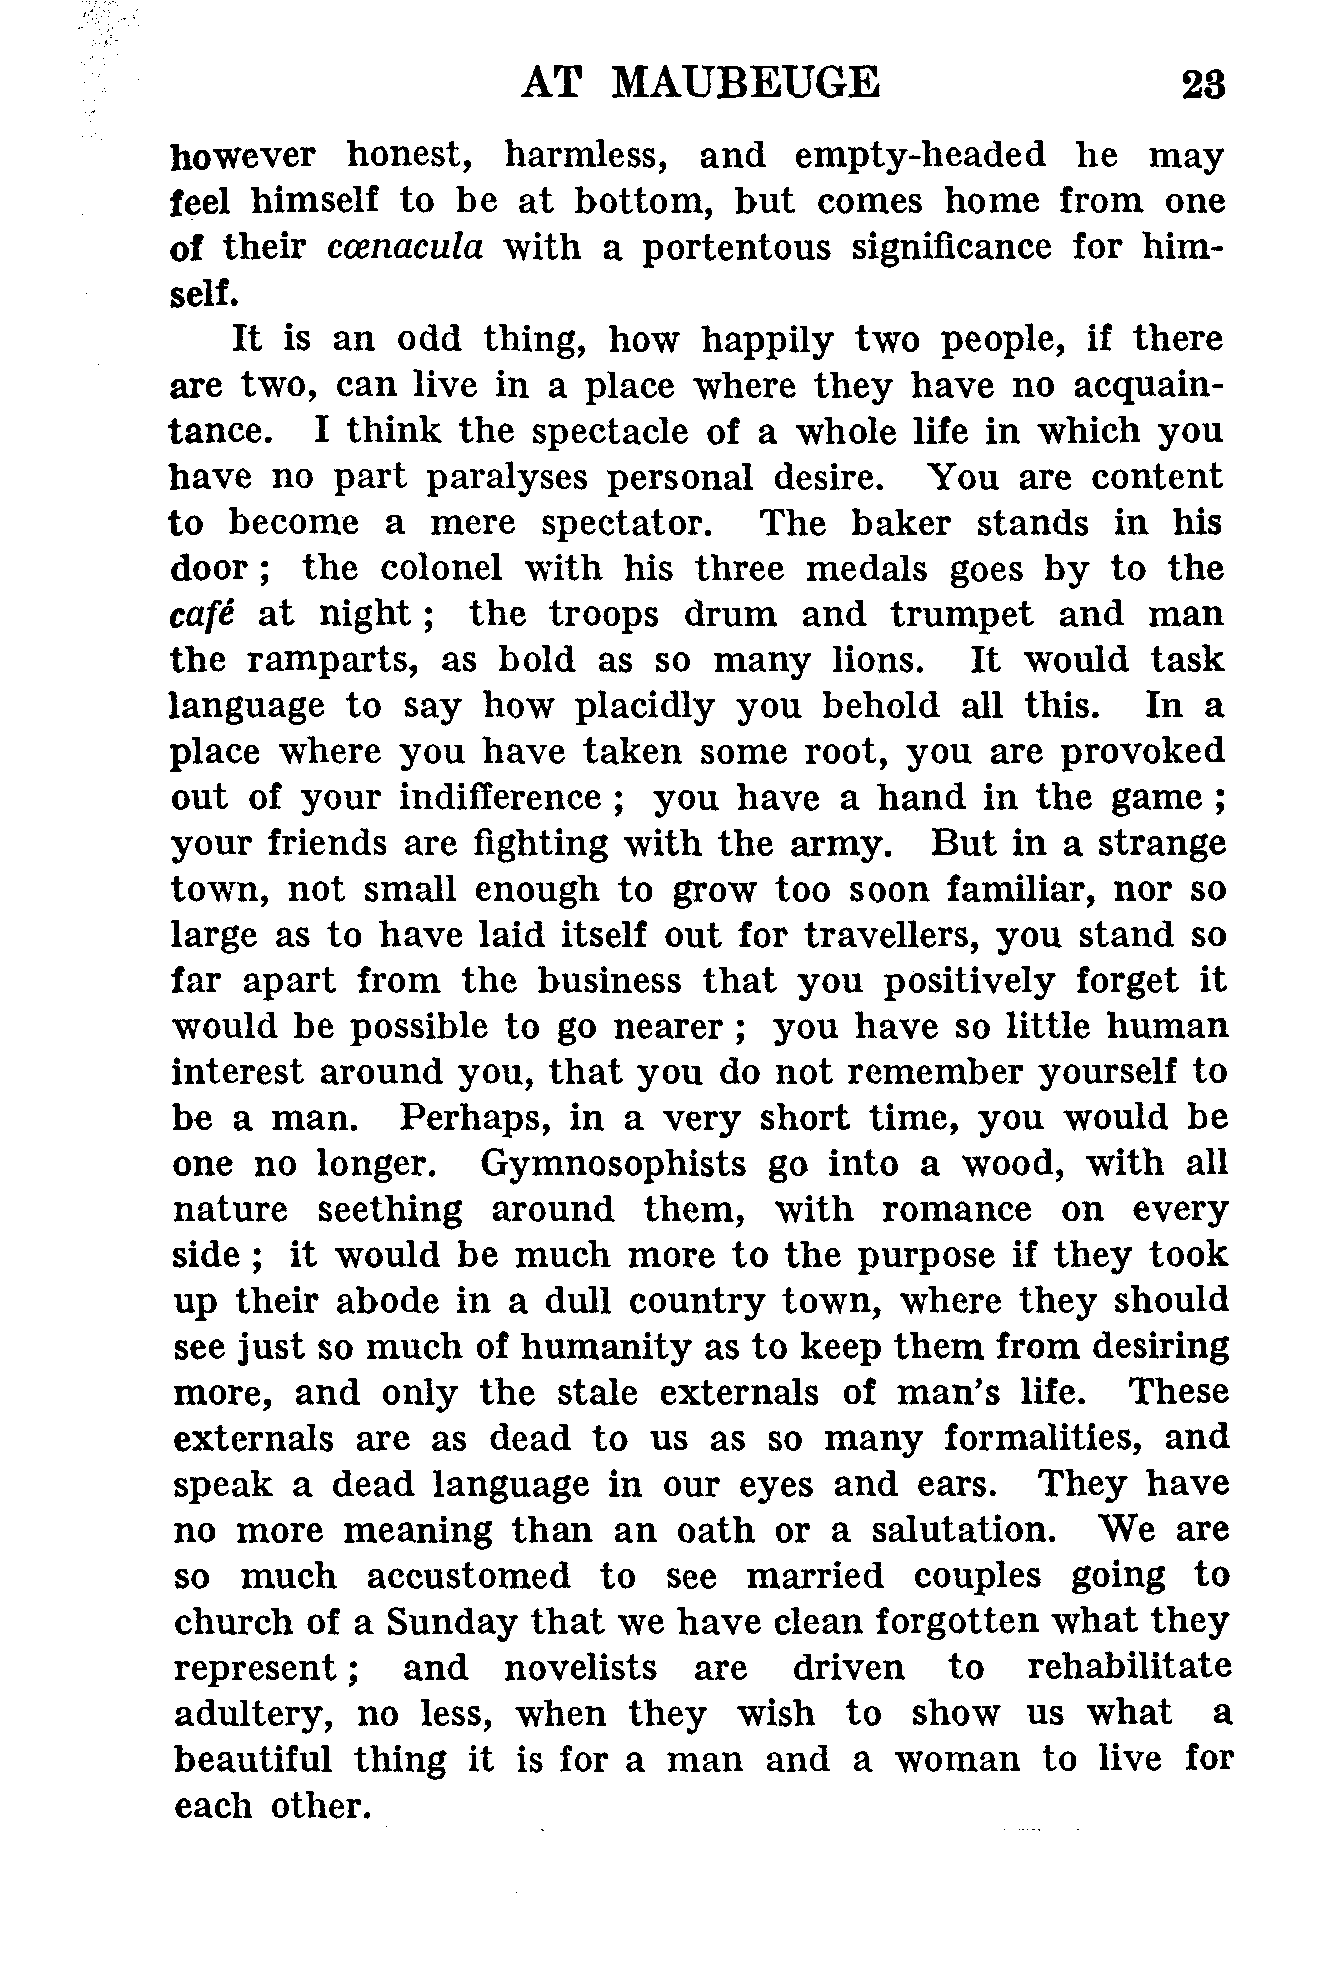 AT MAUBEUGE 23
however honest, harmless, and empty-headed he may
feel himself to be at bottom, but comes home from one
of their cœnacula with a portentous significance for him-
self.
It is an odd thing, how happily two people, if there
are two, can live in a place where they have no acquain-
tance. I think the spectacle of a whole life in which you
have no part paralyses personal desire. You are content
to become a mere spectator. The baker stands in his
door ; the colonel with his three medals goes by to the
café at night ; the troops drum and trumpet and man
the ramparts, as bold as so many lions. It would task
language to say how placidly you behold all this. In a
place where you have taken some root, you are provoked
out of your indifference ; you have a hand in the game ;
your friends are fighting with the army. But in a strange
town, not small enough to grow too soon familiar, nor so
large as to have laid itself out for travellers, you stand so
far apart from the business that you positively forget it
would be possible to go nearer ; you have so little human
interest around you, that you do not remember yourself to
be a man. Perhaps, in a very short time, you would be
one no longer. Gymnosophists go into a wood, with all
nature seething around them, with romance on every
side ; it would be much more to the purpose if they took
up their abode in a dull country town, where they should
see just so much of humanity as to keep them from desiring
more, and only the stale externals of man's life. These
externals are as dead to us as so many formalities, and
speak a dead language in our eyes and ears. They have
no more meaning than an oath or a salutation. We are
so much accustomed to see married couples going to
church of a Sunday that we have clean forgotten what they
represent ; and novelists are driven to rehabilitate
adultery, no less, when they wish to show us what a
beautiful thing it is for a man and a woman to live for
each other.